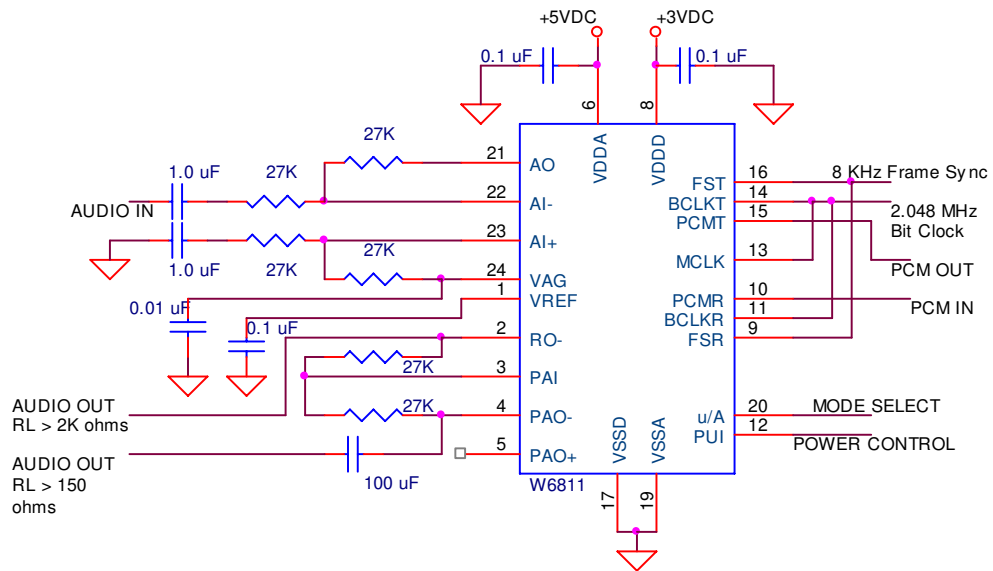 +5VDC
+3VDC
0.1 uF
0.1 uF
6
8
VDDA
VDDD
27K
21
AO
1.0 uF
27K
22
AI-
AUDIO IN
23
AI+
1.0 uF
27K
27K
24
VAG
1
VREF
0.01 uF
0.1 uF
2
RO-
27K
3
PAI
27K
4
PAO-
AUDIO OUT
RL > 2K ohms
5
PAO+
AUDIO OUT
RL > 150
ohms
100 uF
W6811
VSSD
VSSA
17
19
FST
16
8 KHz Frame Sync
BCLKT
14
PCMT
15
2.048 MHz
Bit Clock
MCLK
13
PCM OUT
PCMR
10
PCM IN
BCLKR
11
FSR
9
u/A
20
MODE SELECT
PUI
12
POWER CONTROL